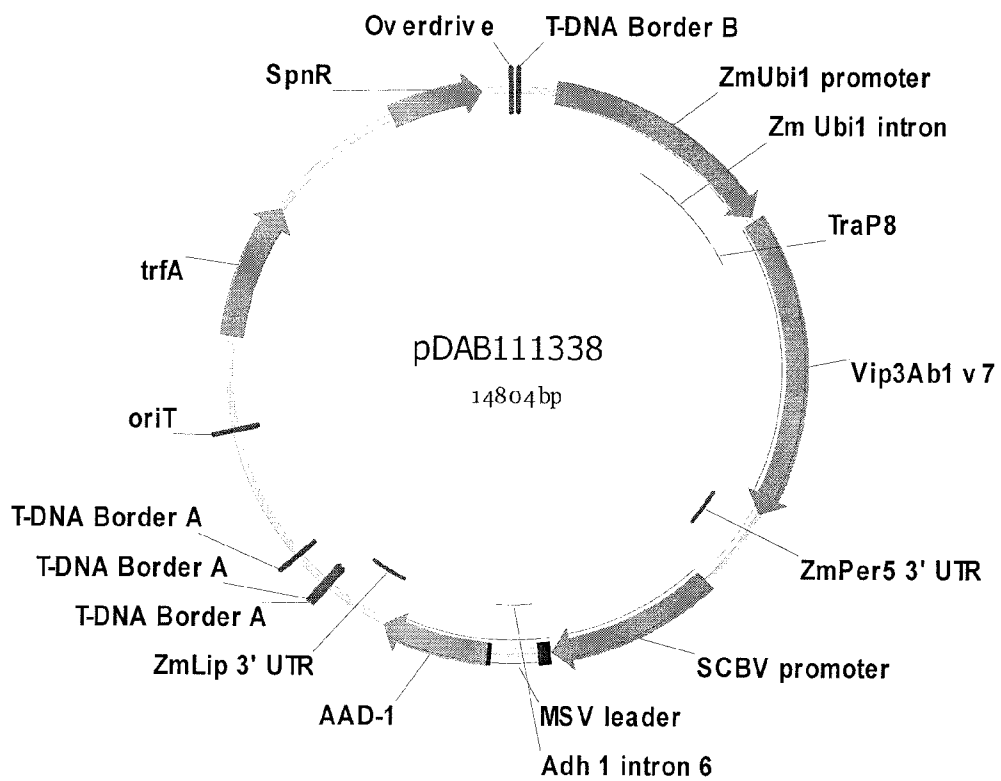 Overdrive
T-DNA Border B
SpnR
ZmUbi1 promoter
Zm Ubi1 intron
TraP8
trfA
pDAB111338
14804bp
Vip3Ab1 v 7
oriT
T-DNA Border A
T-DNA Border A
T-DNA Border A
ZmPer5 3' UTR
ZmLip 3' UTR
SCBV promoter
AAD-1
MSV leader
Adh 1 intron 6